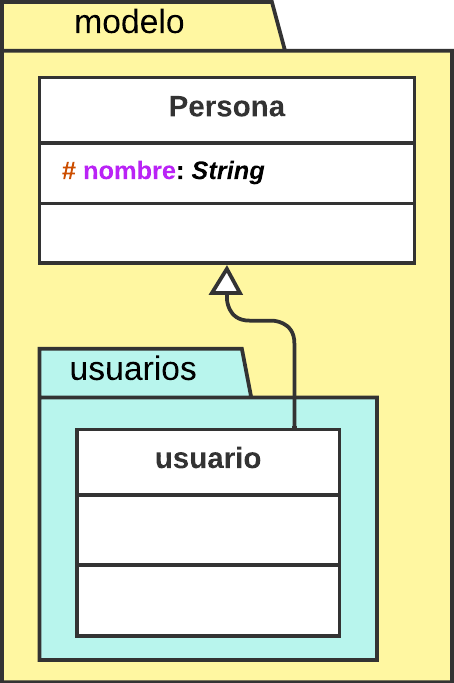 modelo
Persona
# nombre: String
usuarios
usuario